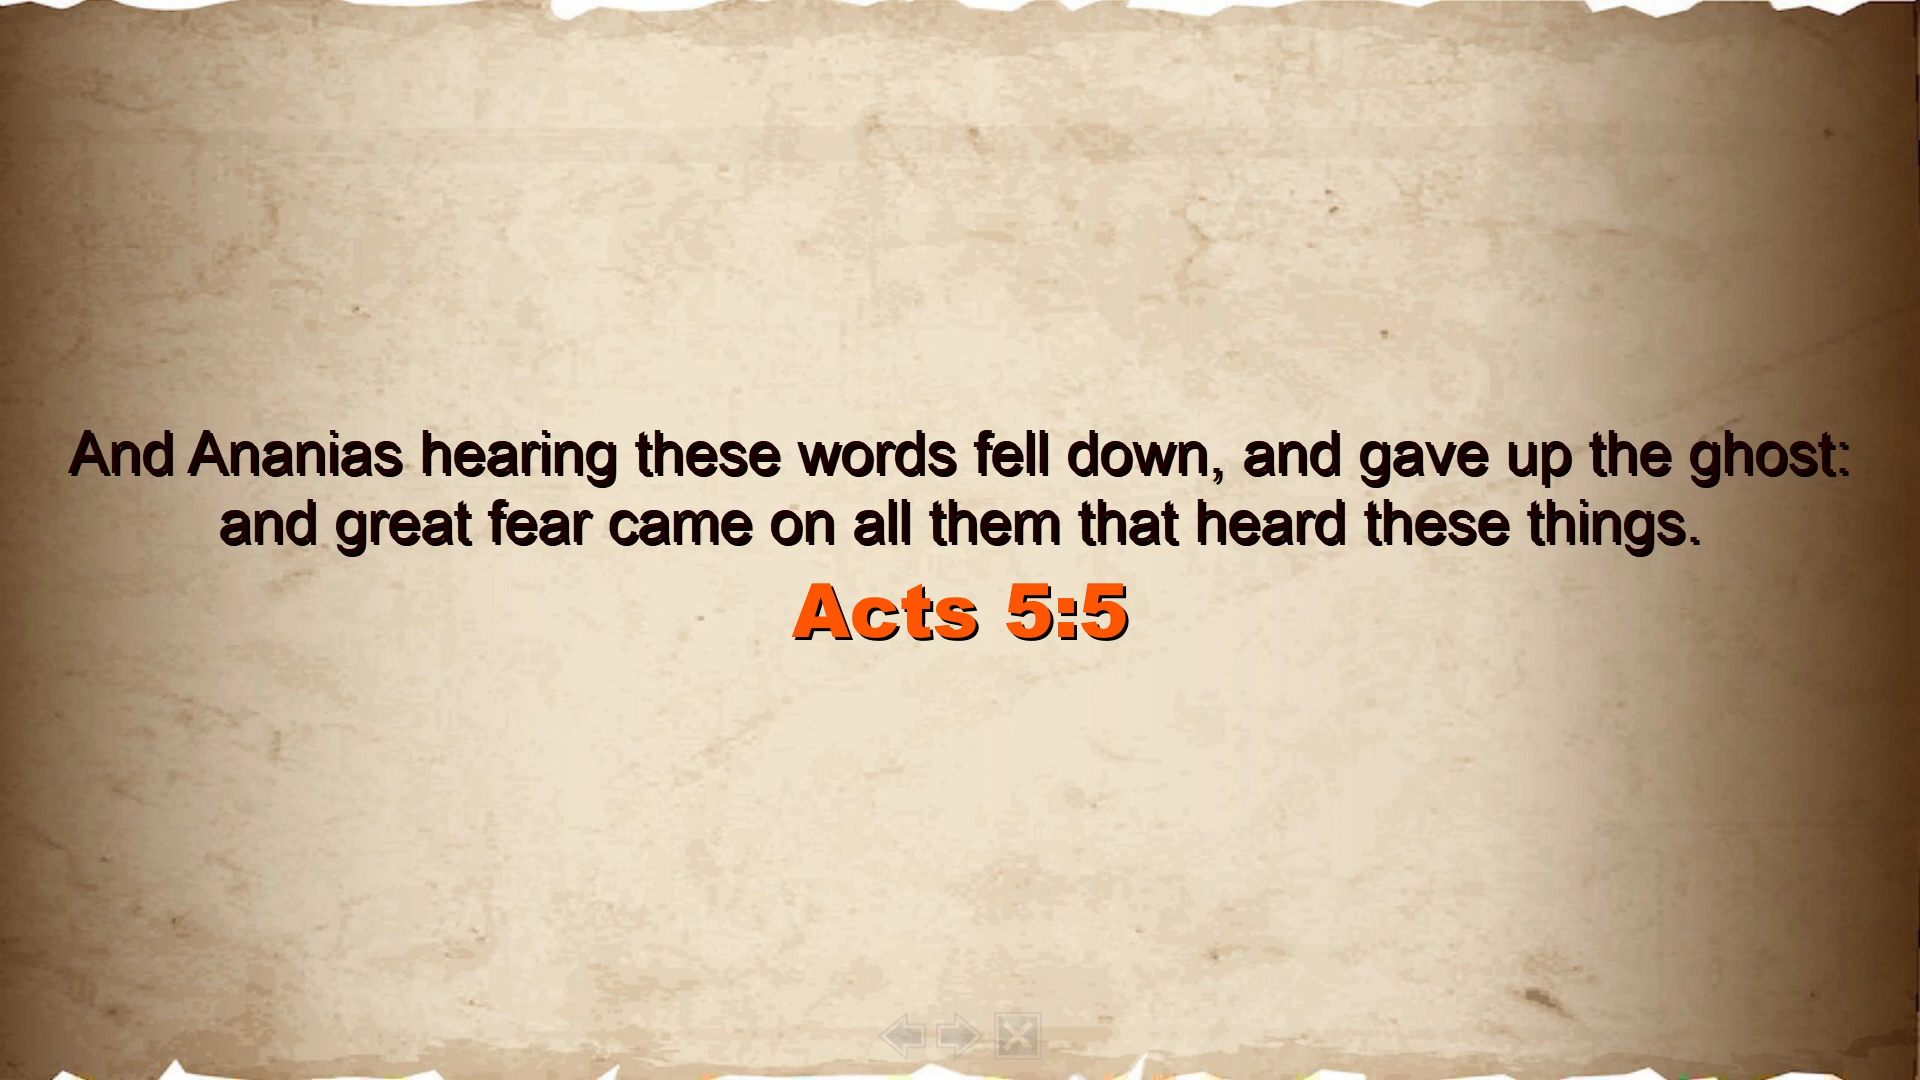 And Ananias hearing these words fell down, and gave up the ghost:
and great fear came on all them that heard these things.
Acts 5:5